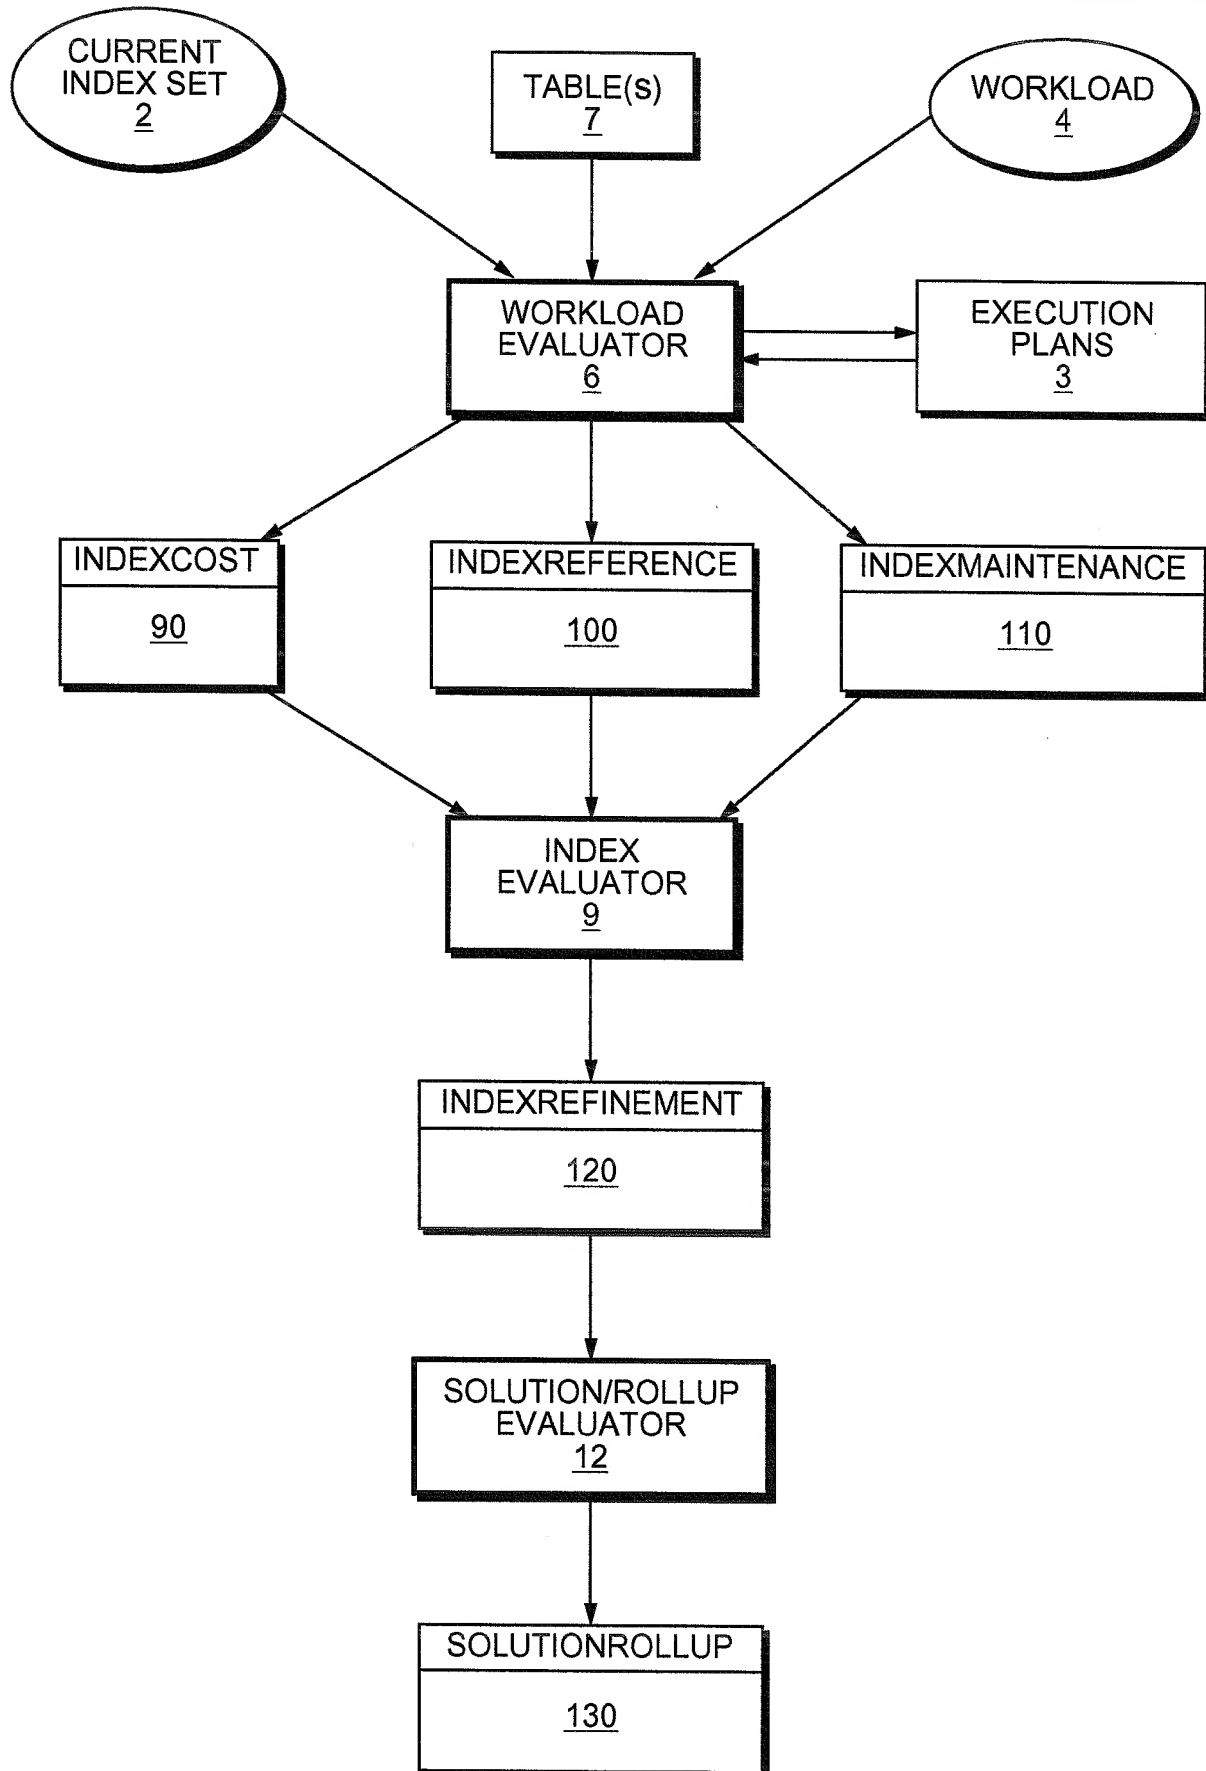 CURRENT
INDEX SET
2
TABLE(s)
7
WORKLOAD
4
WORKLOAD
EVALUATOR
6
EXECUTION
PLANS
3
INDEXCOST
90
INDEXREFERENCE
100
INDEXMAINTENANCE
110
INDEX
EVALUATOR
9
INDEXREFINEMENT
120
SOLUTION/ROLLUP
EVALUATOR
12
SOLUTIONROLLUP
130